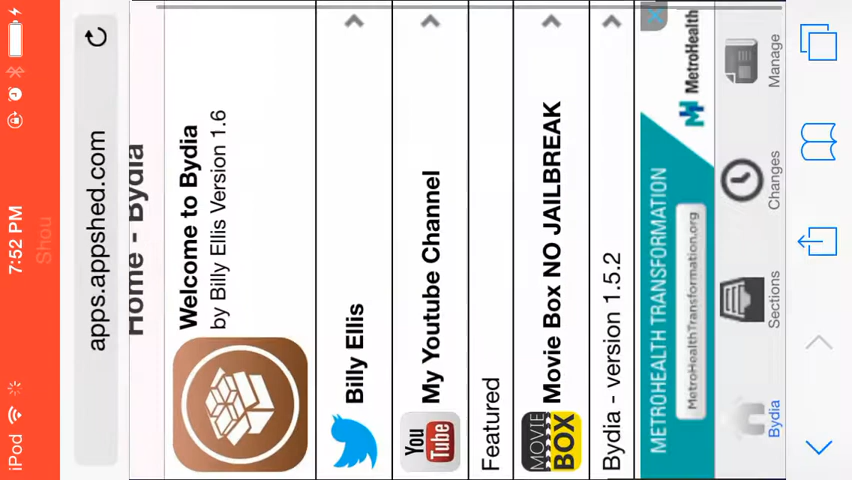 iPod 7:52 PM
Shou
apps.appshed.com
Home - Bydia
Welcome to Bydia
by Billy Ellis Version 1.6
Billy Ellis
You Tube
My Youtube Channel
Featured
MOVIE BOX
Movie Box NO JAILBREAK
Bydia - version 1.5.2
METROHEALTH TRANSFORMATION
MetroHealthTransformation.org
MetroHealth
Bydia
Sections
Changes
Manage